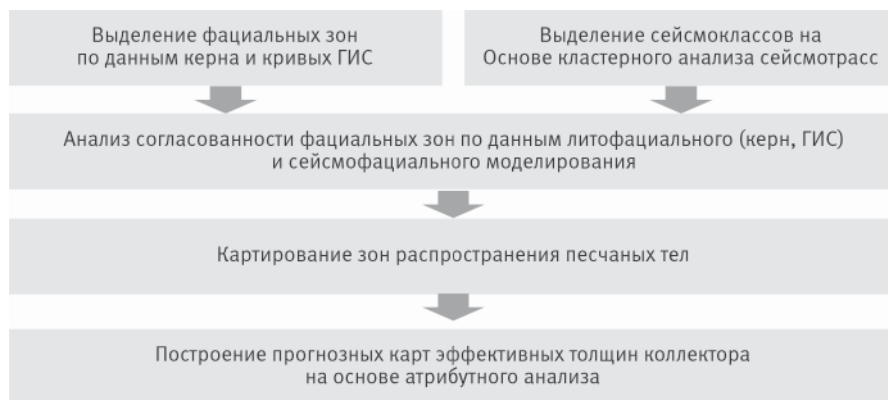 Выделение фациальных зон
по данным керна и кривых ГИС
Выделение сейсмоклассов на
Основе кластерного анализа сейсмотрасс
Анализ согласованности фациальных зон по данным литофациального (керн, ГИС)
и сейсмофациального моделирования
Картирование зон распространения песчаных тел
Построение прогнозных карт эффективных толщин коллектора
на основе атрибутного анализа